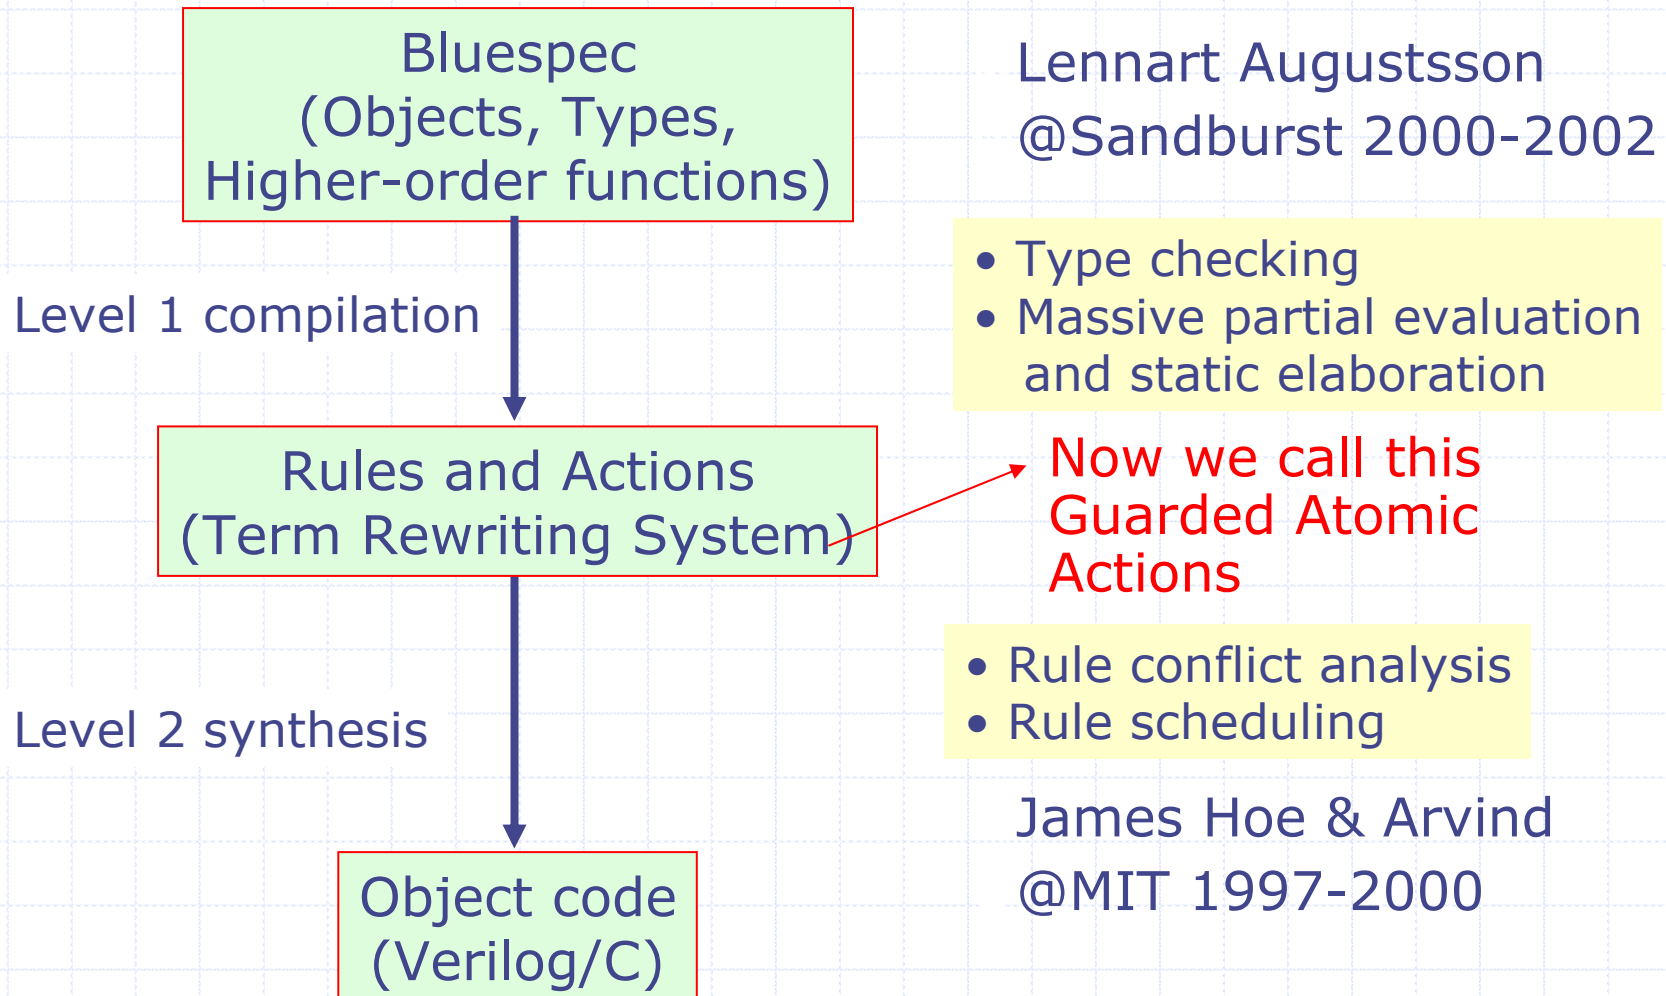 Bluespec
(Objects, Types,
Higher-order functions)
Lennart Augustsson
@Sandburst 2000-2002
Level 1 compilation
• Type checking
• Massive partial evaluation
and static elaboration
Rules and Actions
(Term Rewriting System)
Now we call this
Guarded Atomic
Actions
Level 2 synthesis
• Rule conflict analysis
• Rule scheduling
James Hoe & Arvind
@MIT 1997-2000
Object code
(Verilog/C)